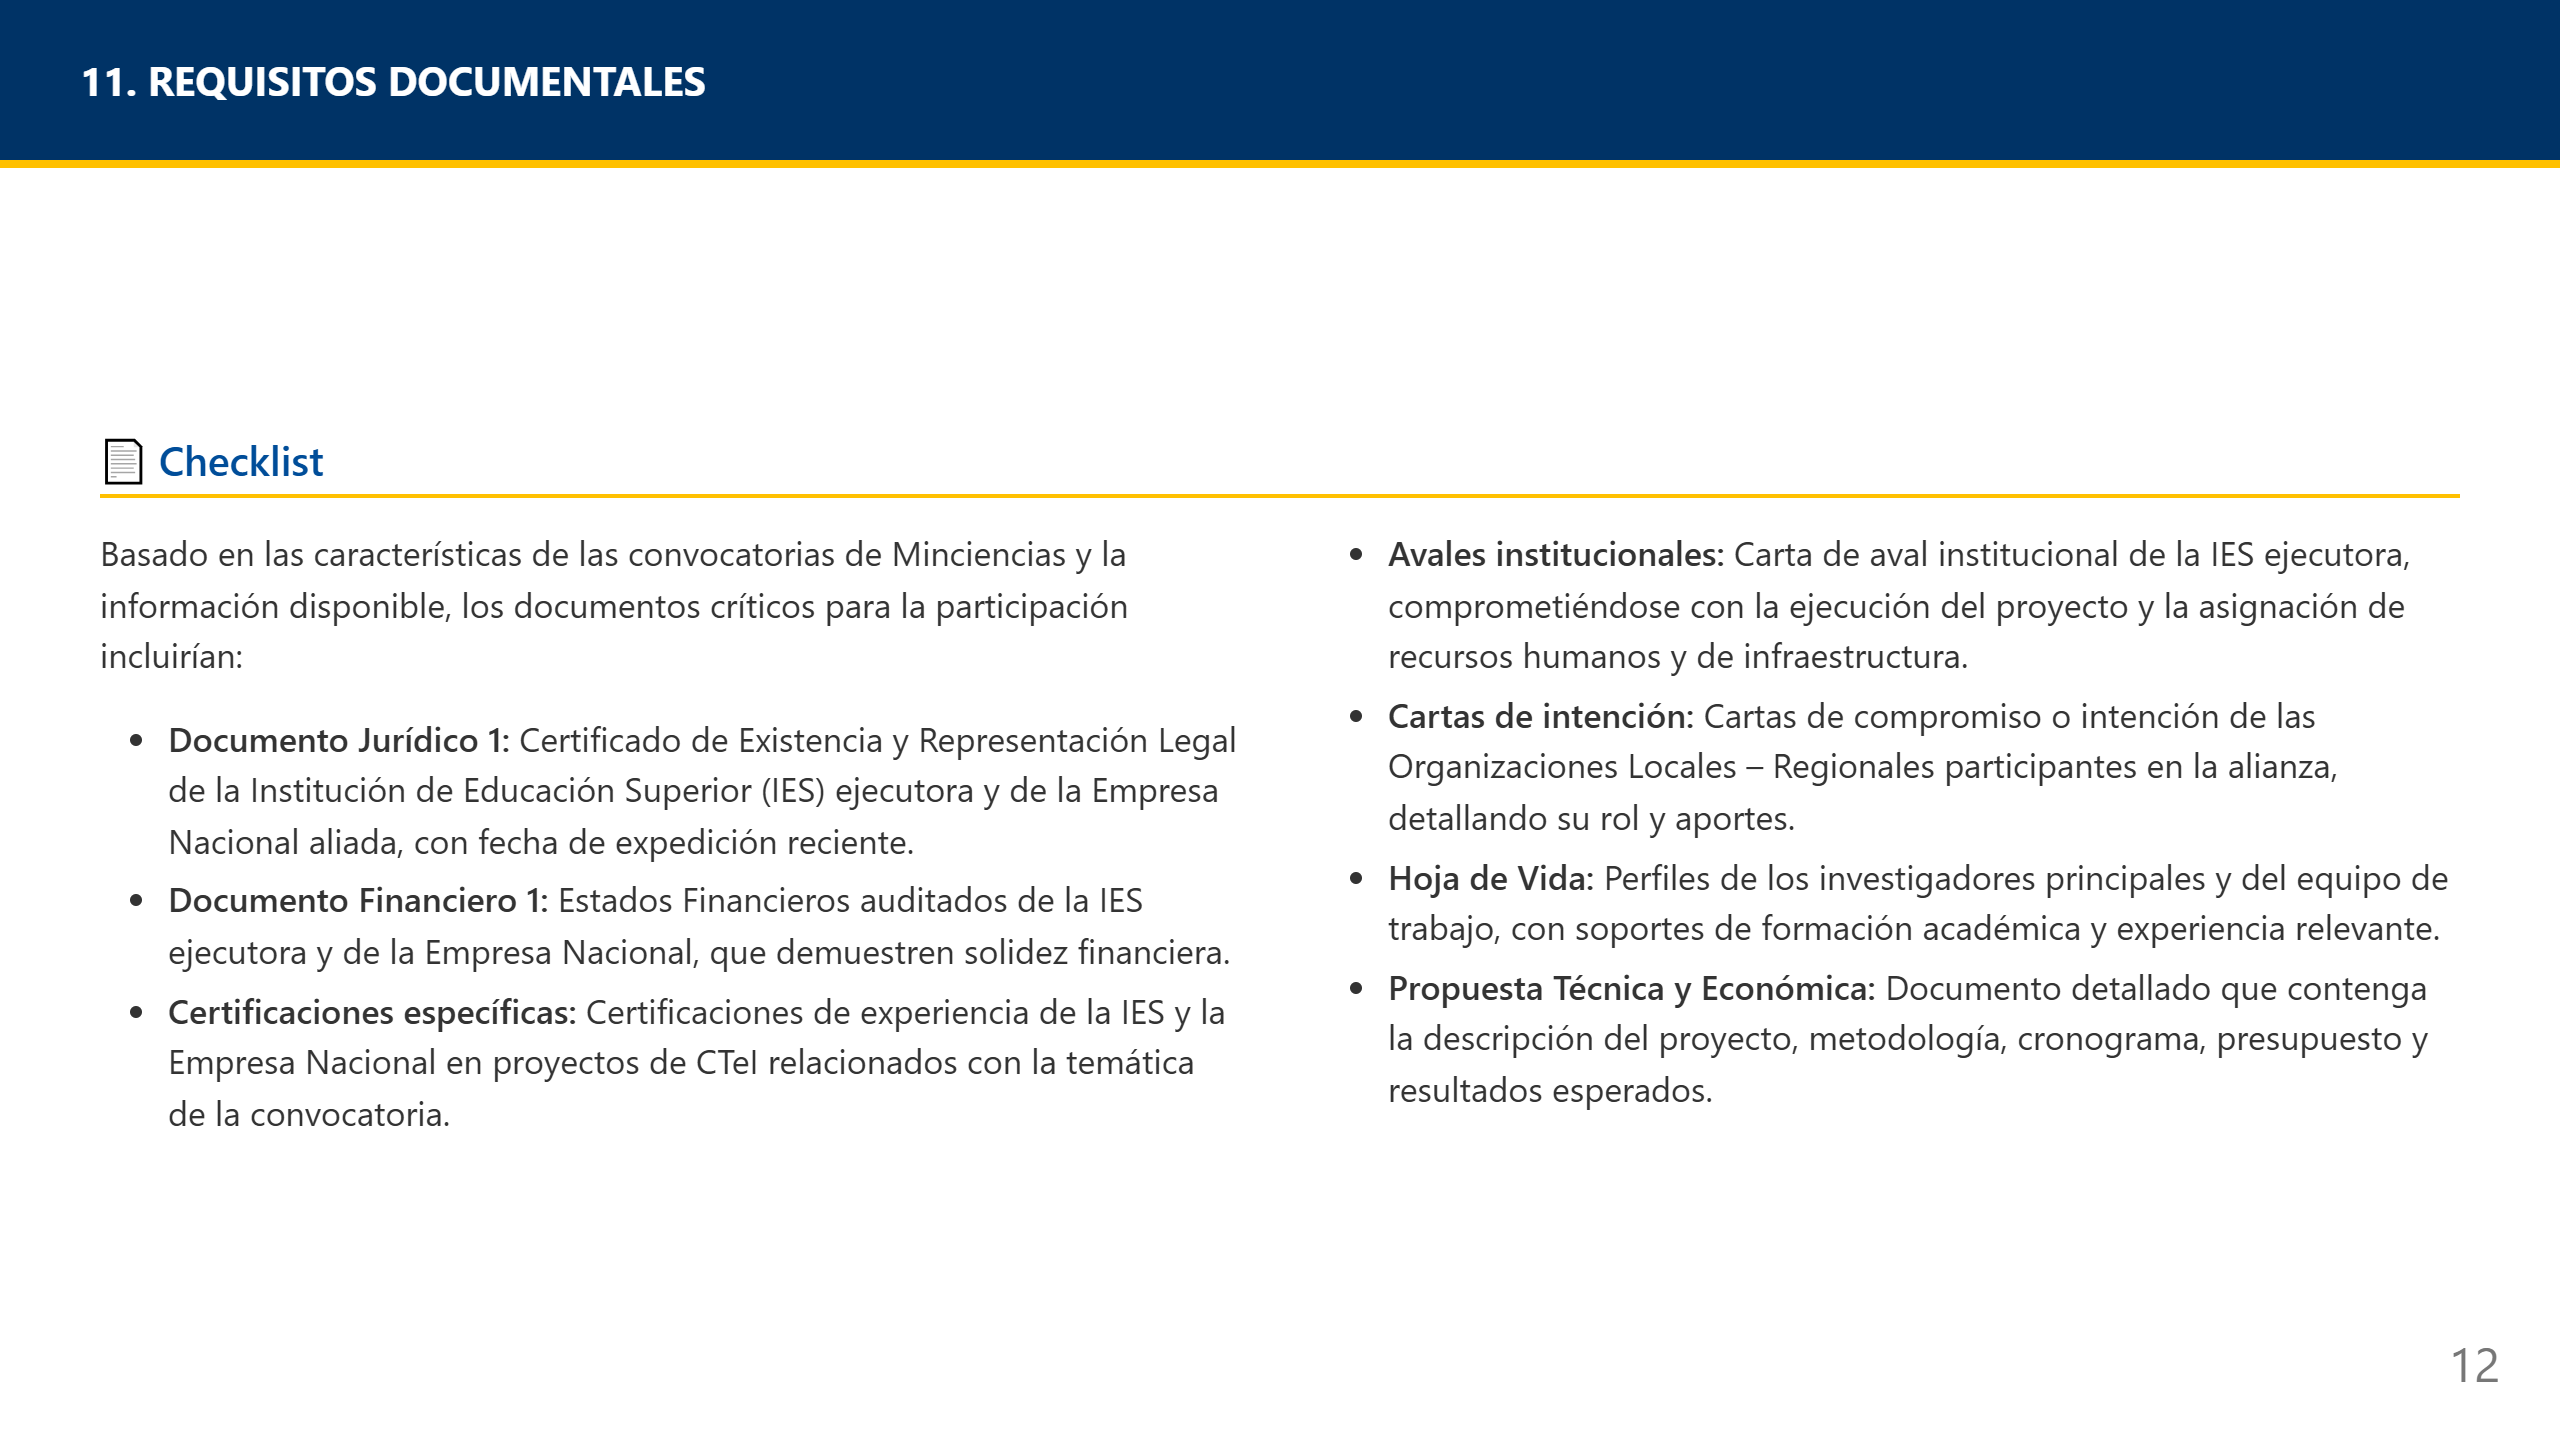 11. REQUISITOS DOCUMENTALES
Checklist
Basado en las características de las convocatorias de Minciencias y la
información disponible, los documentos críticos para la participación
incluirían:
• Documento Jurídico 1: Certificado de Existencia y Representación Legal
de la Institución de Educación Superior (IES) ejecutora y de la Empresa
Nacional aliada, con fecha de expedición reciente.
• Documento Financiero 1: Estados Financieros auditados de la IES
ejecutora y de la Empresa Nacional, que demuestren solidez financiera.
• Certificaciones específicas: Certificaciones de experiencia de la IES y la
Empresa Nacional en proyectos de CTeI relacionados con la temática
de la convocatoria.
• Avales institucionales: Carta de aval institucional de la IES ejecutora,
comprometiéndose con la ejecución del proyecto y la asignación de
recursos humanos y de infraestructura.
• Cartas de intención: Cartas de compromiso o intención de las
Organizaciones Locales – Regionales participantes en la alianza,
detallando su rol y aportes.
• Hoja de Vida: Perfiles de los investigadores principales y del equipo de
trabajo, con soportes de formación académica y experiencia relevante.
• Propuesta Técnica y Económica: Documento detallado que contenga
la descripción del proyecto, metodología, cronograma, presupuesto y
resultados esperados.
12